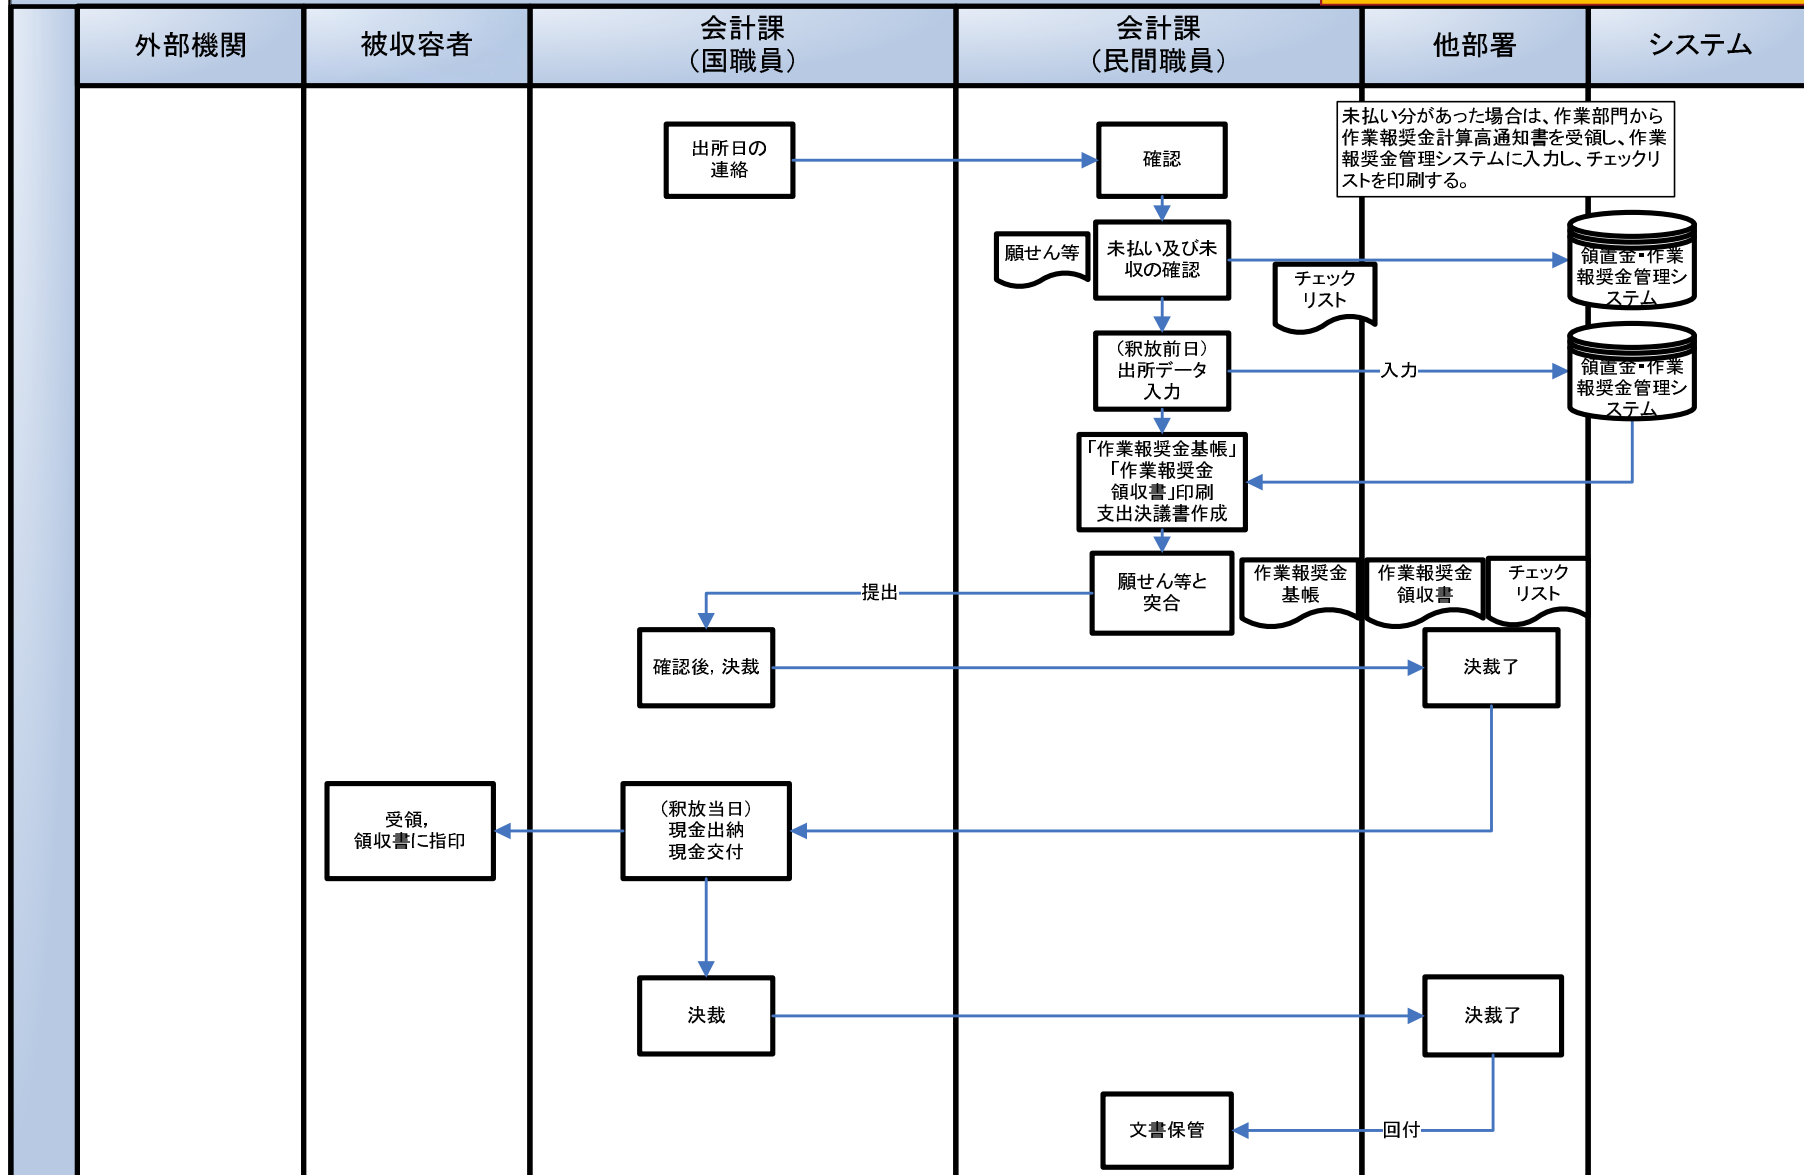 外部機関
被収容者
会計課
（国職員）
会計課
（民間職員）
他部署
システム
未払い分があった場合は、作業部門から
作業報奨金計算高通知書を受領し、作業
報奨金管理システムに入力し、チェックリ
ストを印刷する。
出所日の
連絡
確認
願せん等
未払い及び未
収の確認
チェック
リスト
領置金・作業
報奨金管理シ
ステム
（釈放前日）
出所データ
入力
入力
領置金・作業
報奨金管理シ
ステム
「作業報奨金基帳」
「作業報奨金
領収書」印刷
支出決議書作成
提出
願せん等と
突合
作業報奨金
基帳
作業報奨金
領収書
チェック
リスト
確認後，決裁
決裁了
受領，
領収書に指印
（釈放当日）
現金出納
現金交付
決裁
決裁了
文書保管
回付